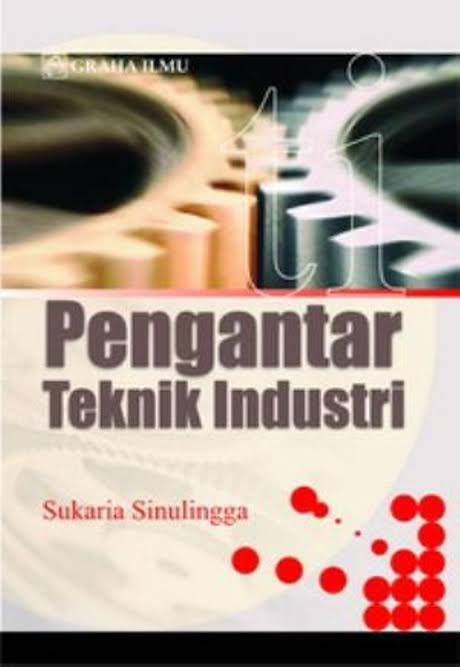 GRAHA ILMU
ti
Pengantar
Teknik Industri
Sukaria Sinulingga